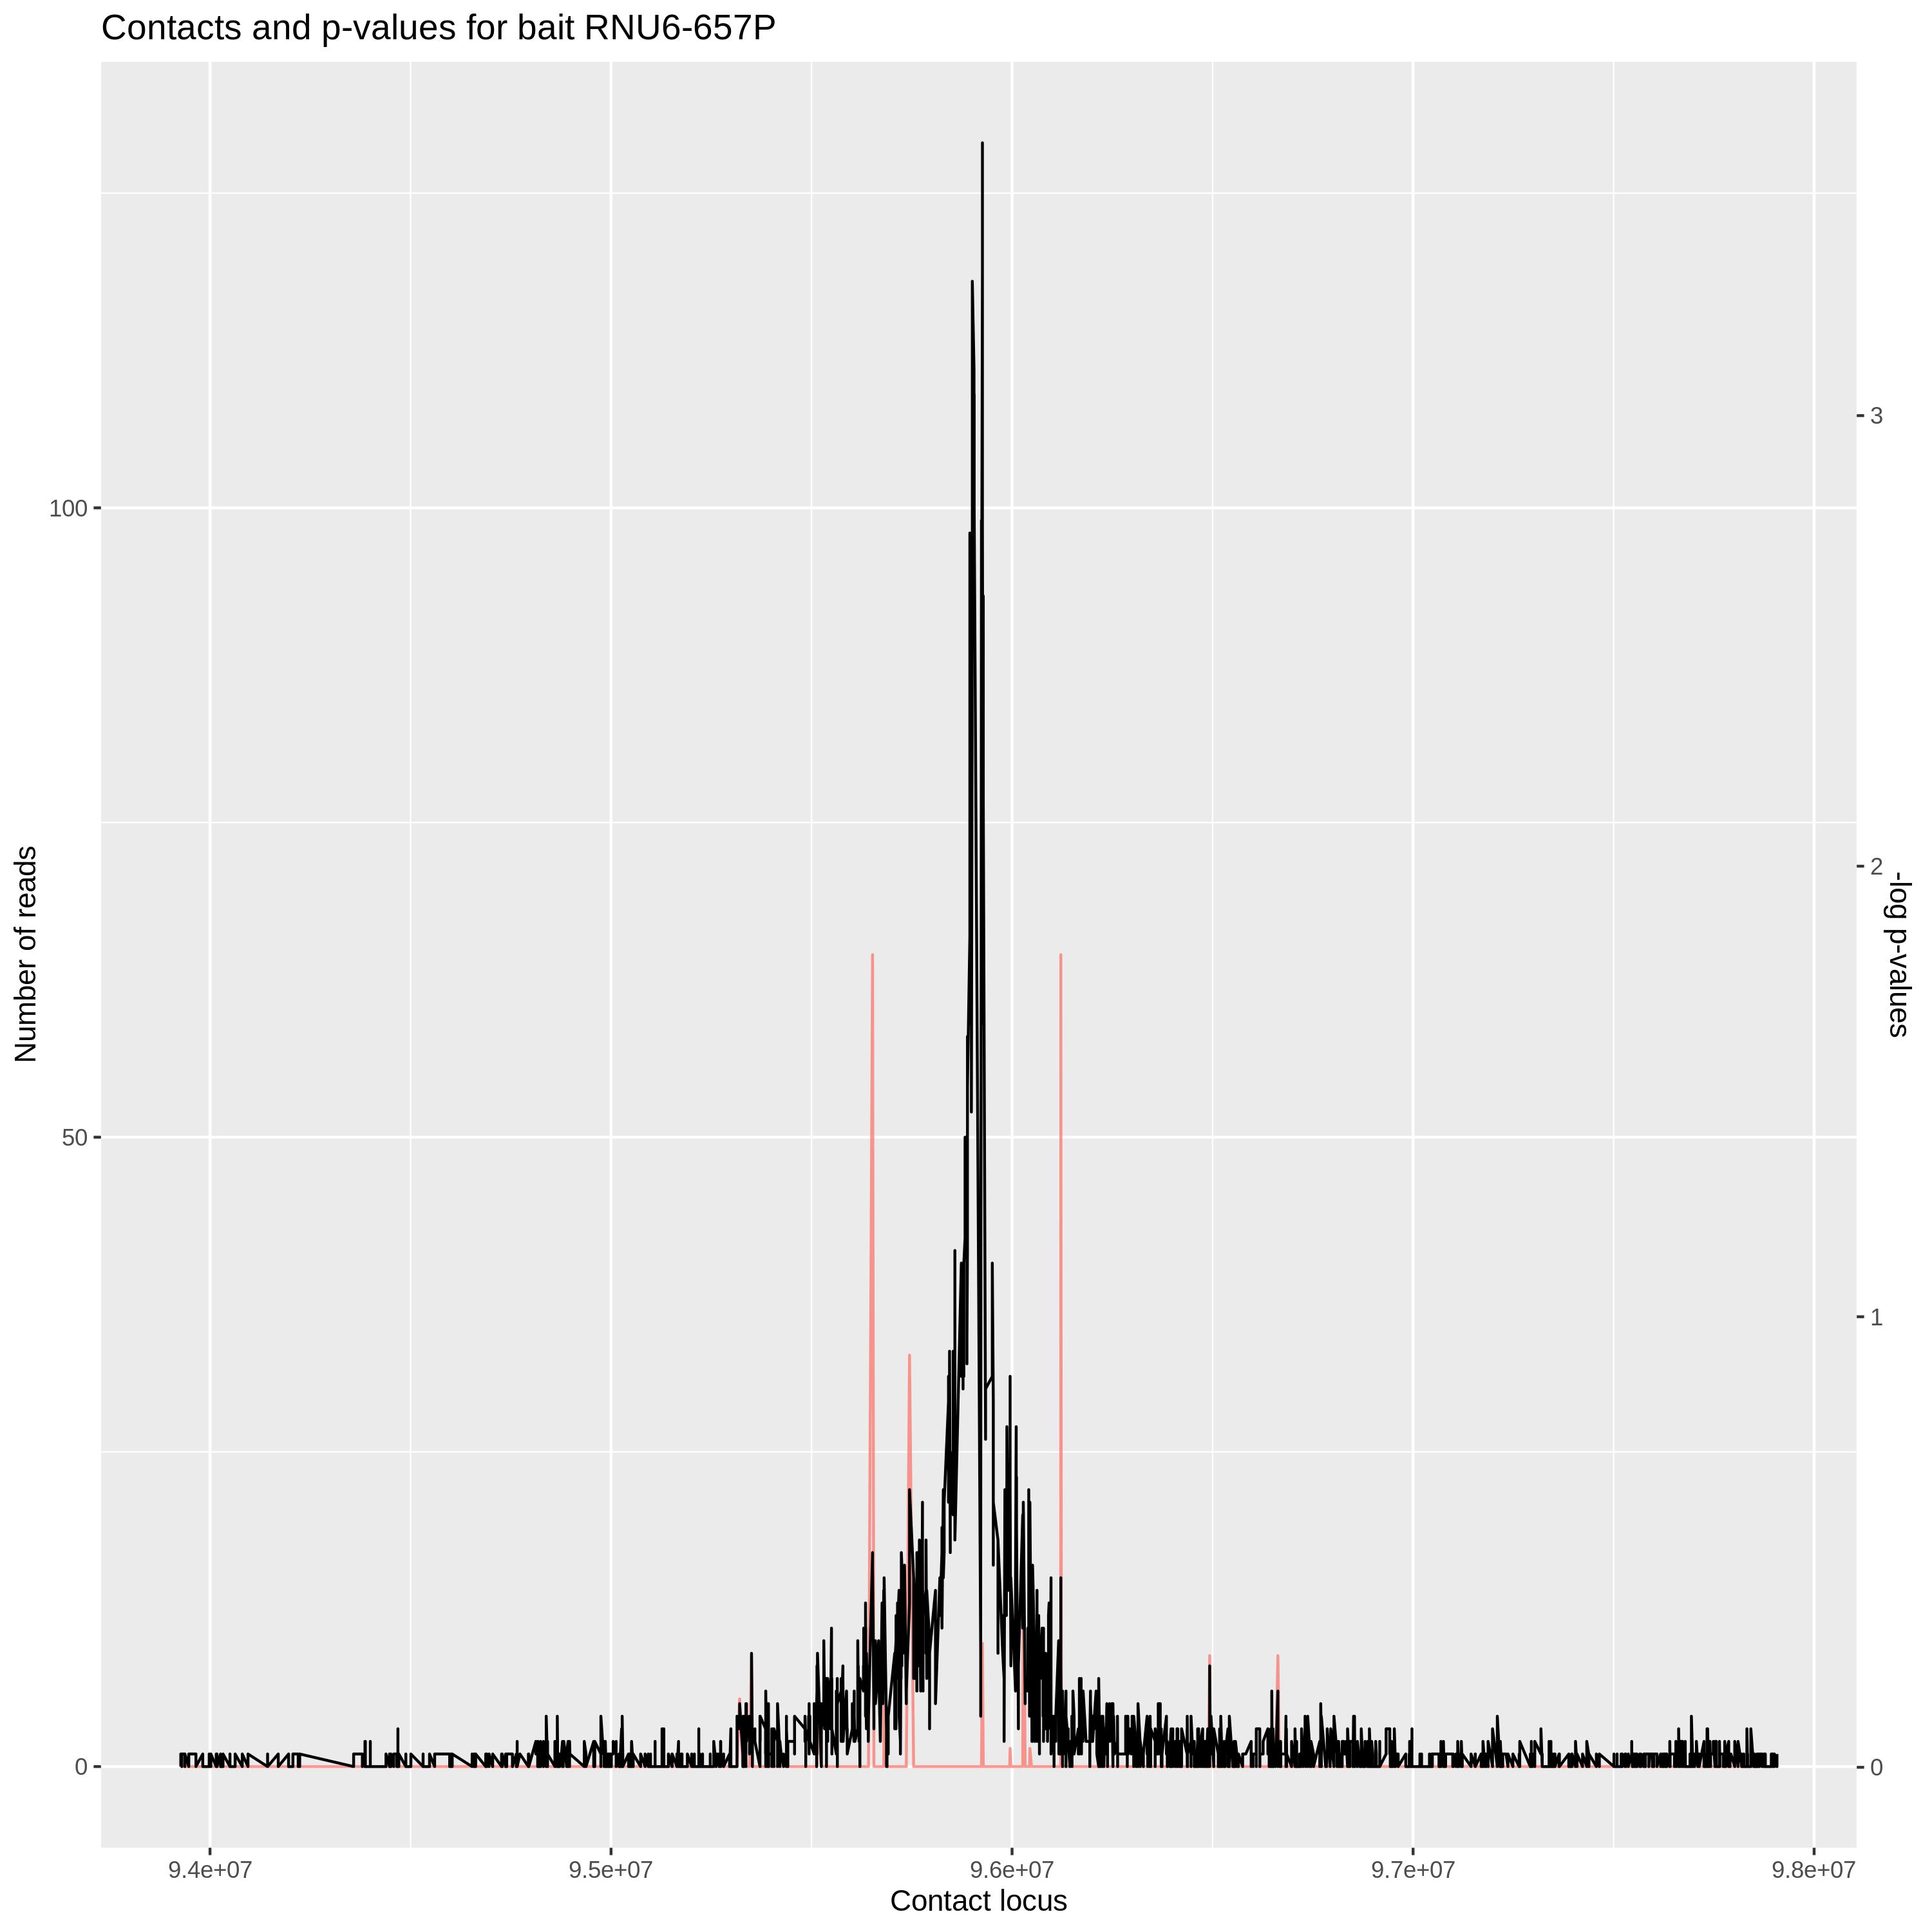 Contacts and p-values for bait RNU6-657P
Number of reads
100
50
0
3
2
1
0
-log p-values
9.4e+07
9.5e+07
9.6e+07
9.7e+07
9.8e+07
Contact locus